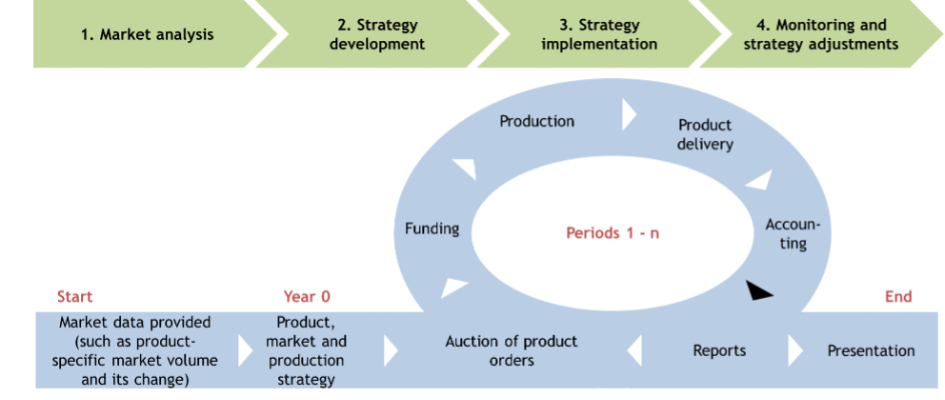 1. Market analysis
2. Strategy
development
3. Strategy
implementation
4. Monitoring and
strategy adjustments
Production
Product
delivery
Funding
Periods 1 - n
Accoun-
ting
Start
Year 0
End
Market data provided
(such as product-
specific market volume
and its change)
Product,
market and
production
strategy
Auction of product
orders
Reports
Presentation